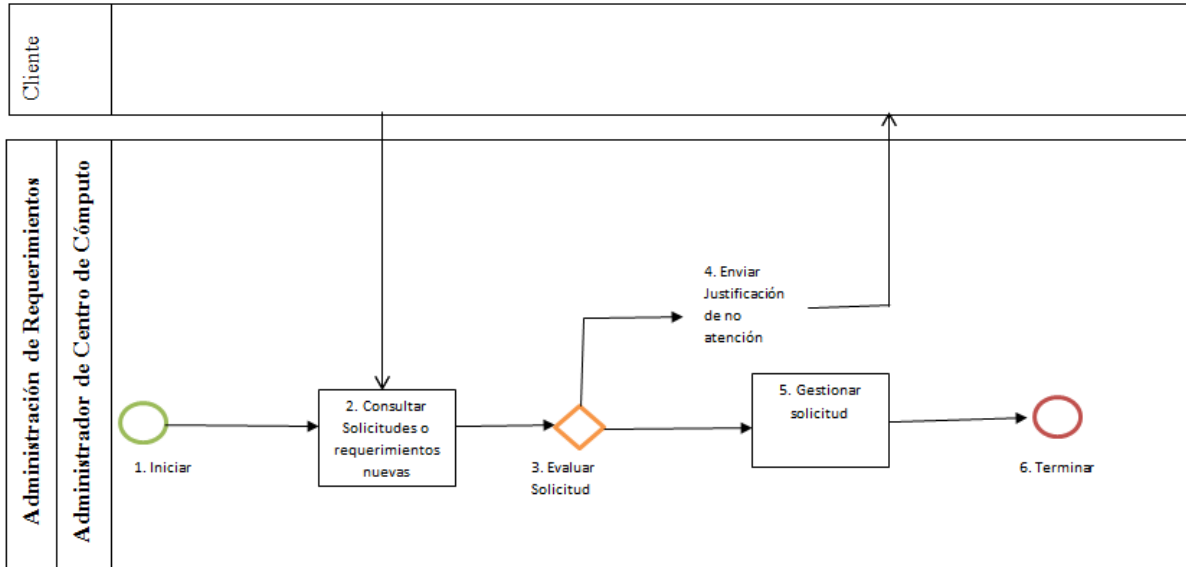 Cliente
Administración de Requerimientos
Administrador de Centro de Cómputo
1. Iniciar
2. Consultar
Solicitudes o
requerimientos
nuevas
3. Evaluar
Solicitud
4. Enviar
Justificación
de no
atención
5. Gestionar
solicitud
6. Terminar